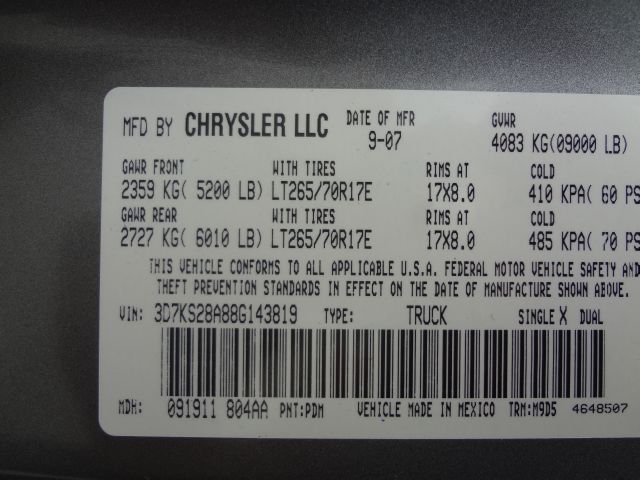 MFD BY CHRYSLER LLC DATE OF MFR 9-07 GVWR 4083 KG(09000 LB)
GAWR FRONT WITH TIRES RIMS AT COLD
2359 KG( 5200 LB) LT265/70R17E 17X8.0 410 KPA( 60 PS
GAWR REAR WITH TIRES RIMS AT COLD
2727 KG( 6010 LB) LT265/70R17E 17X8.0 485 KPA( 70 PS
THIS VEHICLE CONFORMS TO ALL APPLICABLE U.S.A. FEDERAL MOTOR VEHICLE SAFETY AND
THEFT PREVENTION STANDARDS IN EFFECT ON THE DATE OF MANUFACTURE SHOWN ABOVE.
VIN: 3D7KS28A88G143819 TYPE: TRUCK SINGLE X DUAL
MDH: 091911 804AA PNT:PDM VEHICLE MADE IN MEXICO TRM:M9D5 4648507